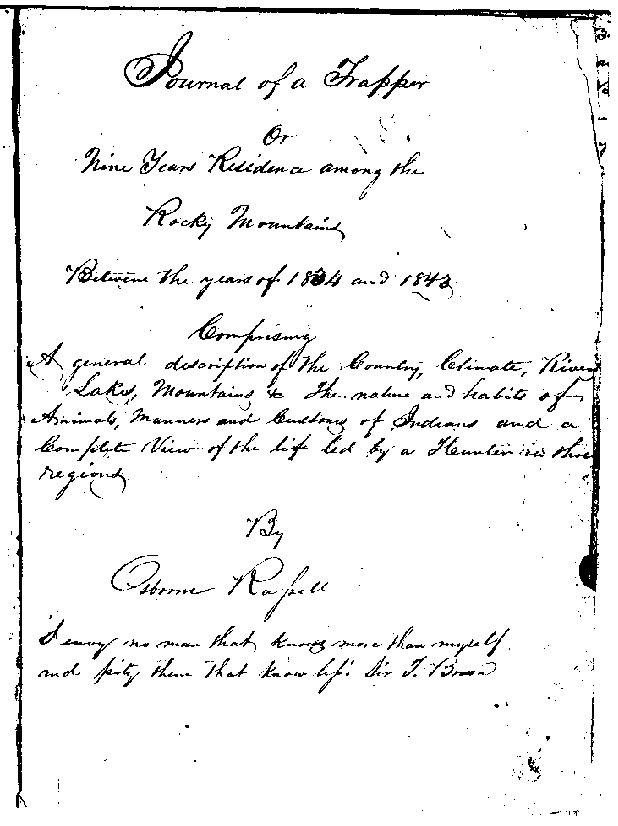 Journal of a Trapper
Or
Nine Years Residence among the
Rocky Mountains
Between the years of 1834 and 1843
Comprising
A general description of the Country, Climate, Rivers
Lakes, Mountains &c The nature and habits of
Animals, Manners and Customs of Indians and a
Complete View of the life led by a Hunter in those
regions
By
Osborne Russell
I envy no man that knows more than myself
and pity them that know less Sir T. Brown